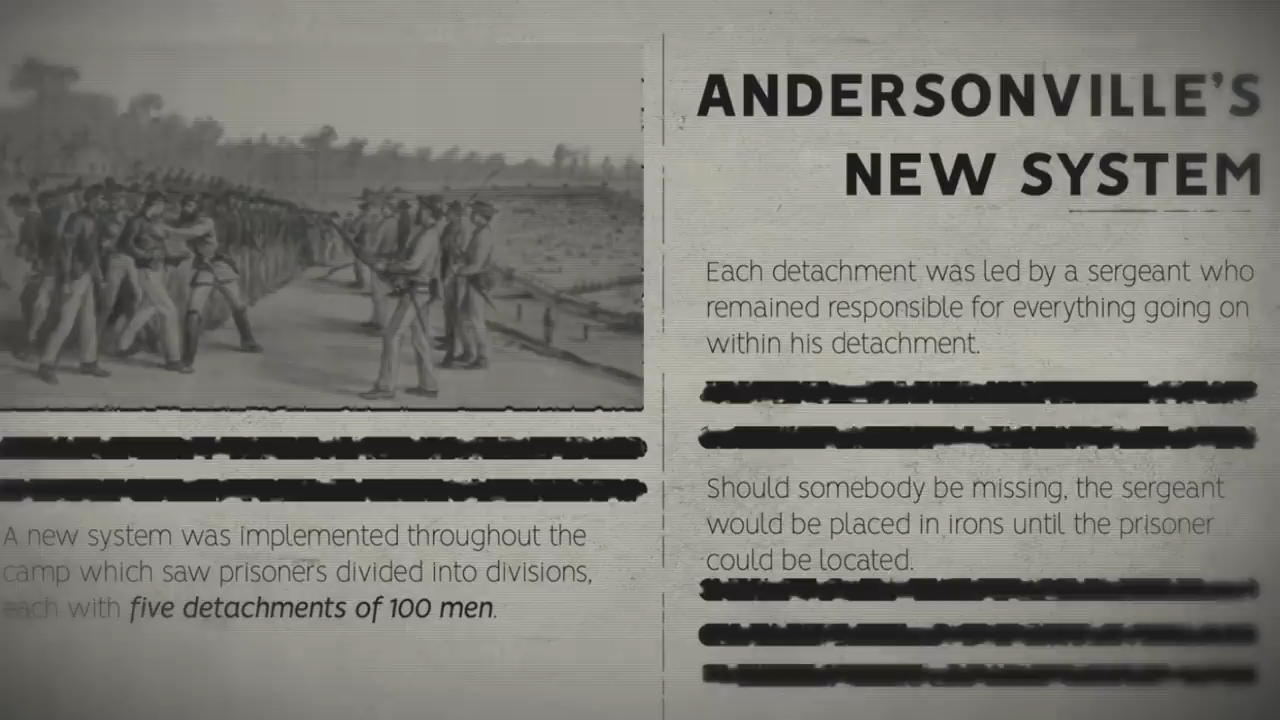 ANDERSONVILLE'S
NEW SYSTEM
Each detachment was led by a sergeant who
remained responsible for everything going on
within his detachment.
Should somebody be missing, the sergeant
would be placed in irons until the prisoner
could be located.
A new system was implemented throughout the
camp which saw prisoners divided into divisions,
each with five detachments of 100 men.